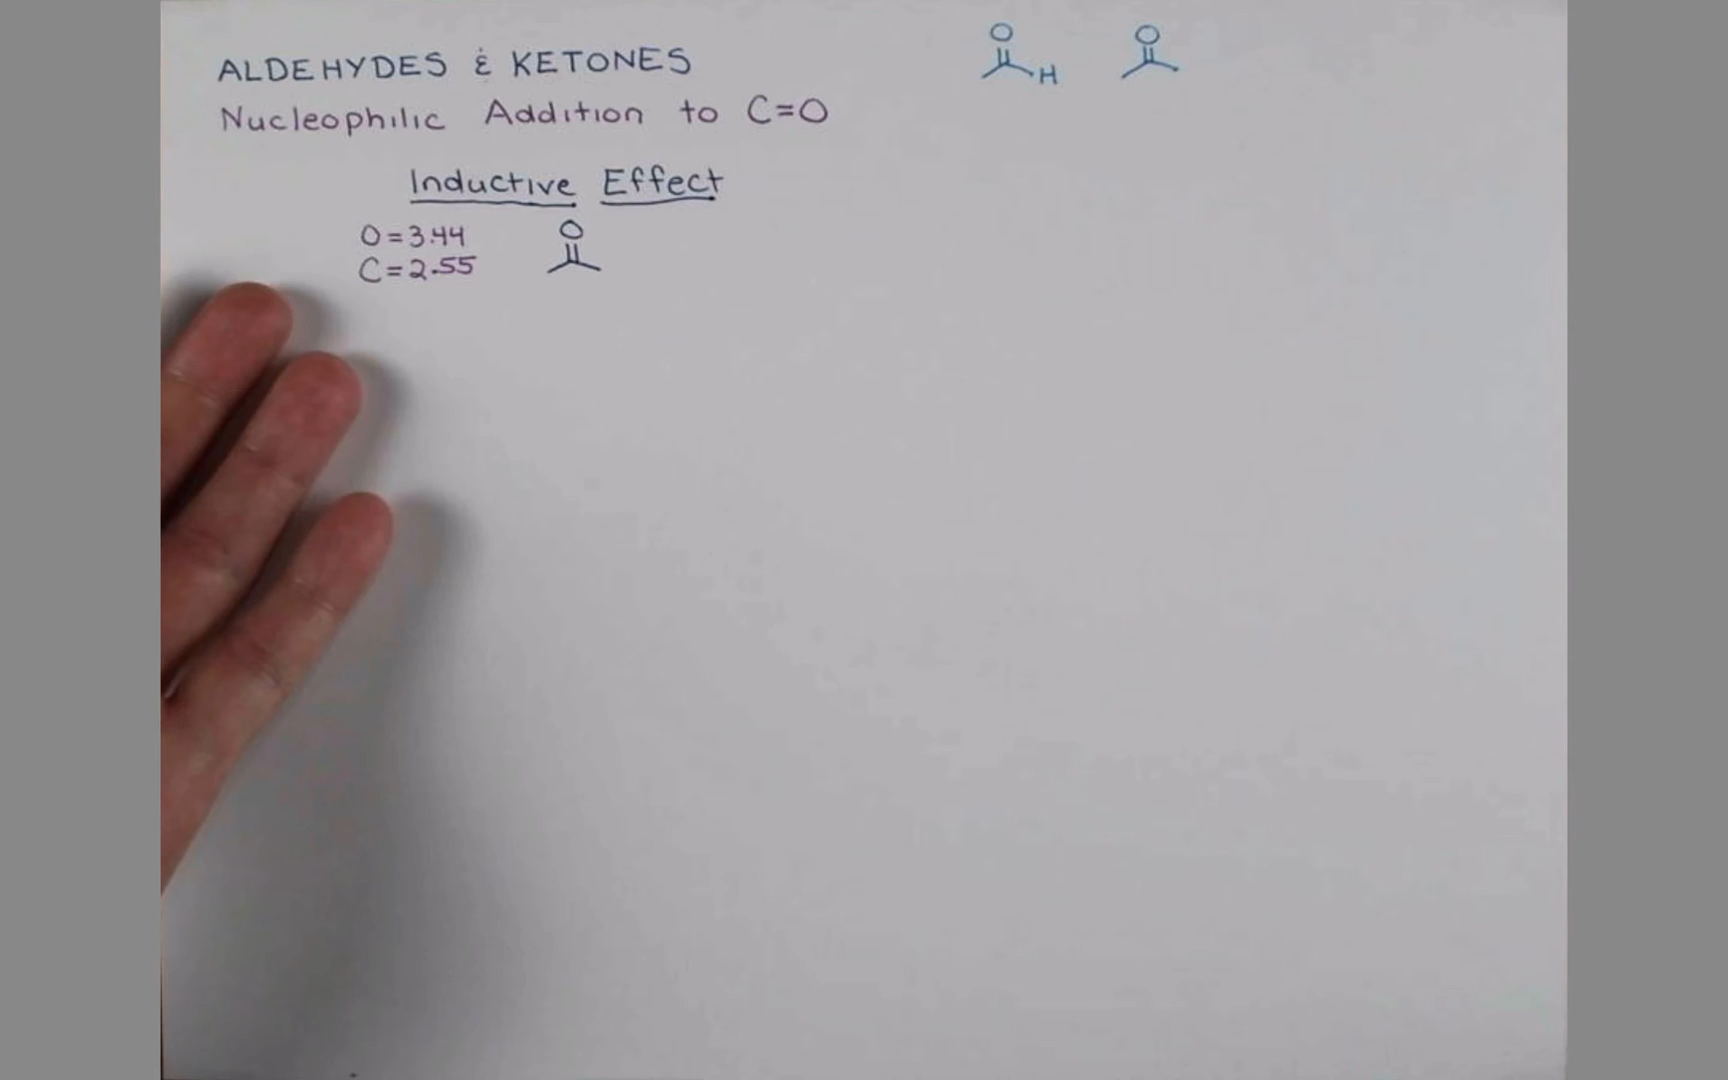 ALDEHYDES & KETONES
Nucleophilic Addition to C=O
Inductive Effect
O=3.44
C=2.55
O
O
H
O